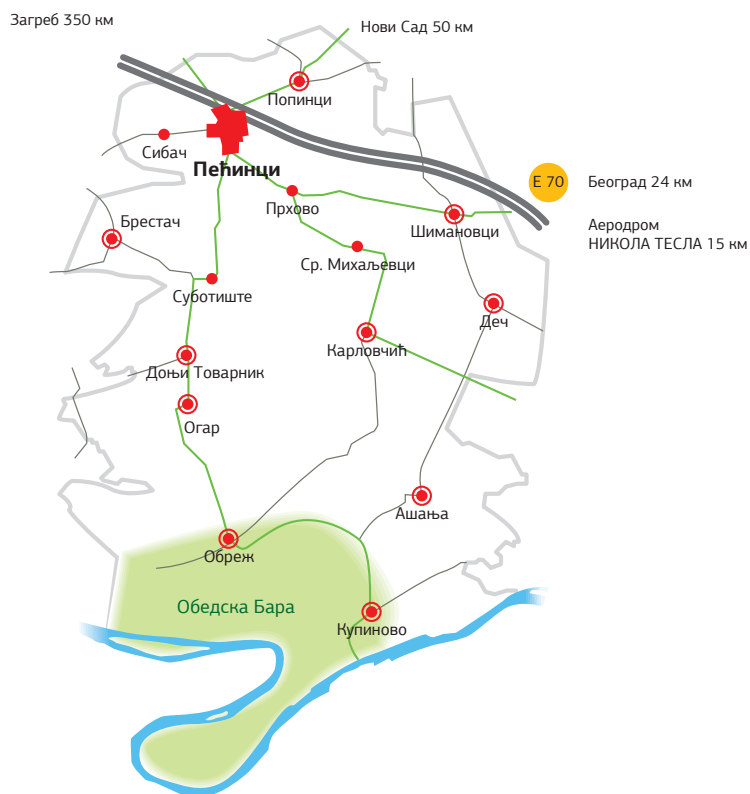 Загреб 350 км
Нови Сад 50 км
Попинци
Сибач
Пећинци
Е 70
Београд 24 км
Прхово
Брестач
Шимановци
Аеродром
НИКОЛА ТЕСЛА 15 км
Ср. Михаљевци
Суботиште
Деч
Карловчић
Доњи Товарник
Огар
Ашања
Обреж
Обедска Бара
Купиново